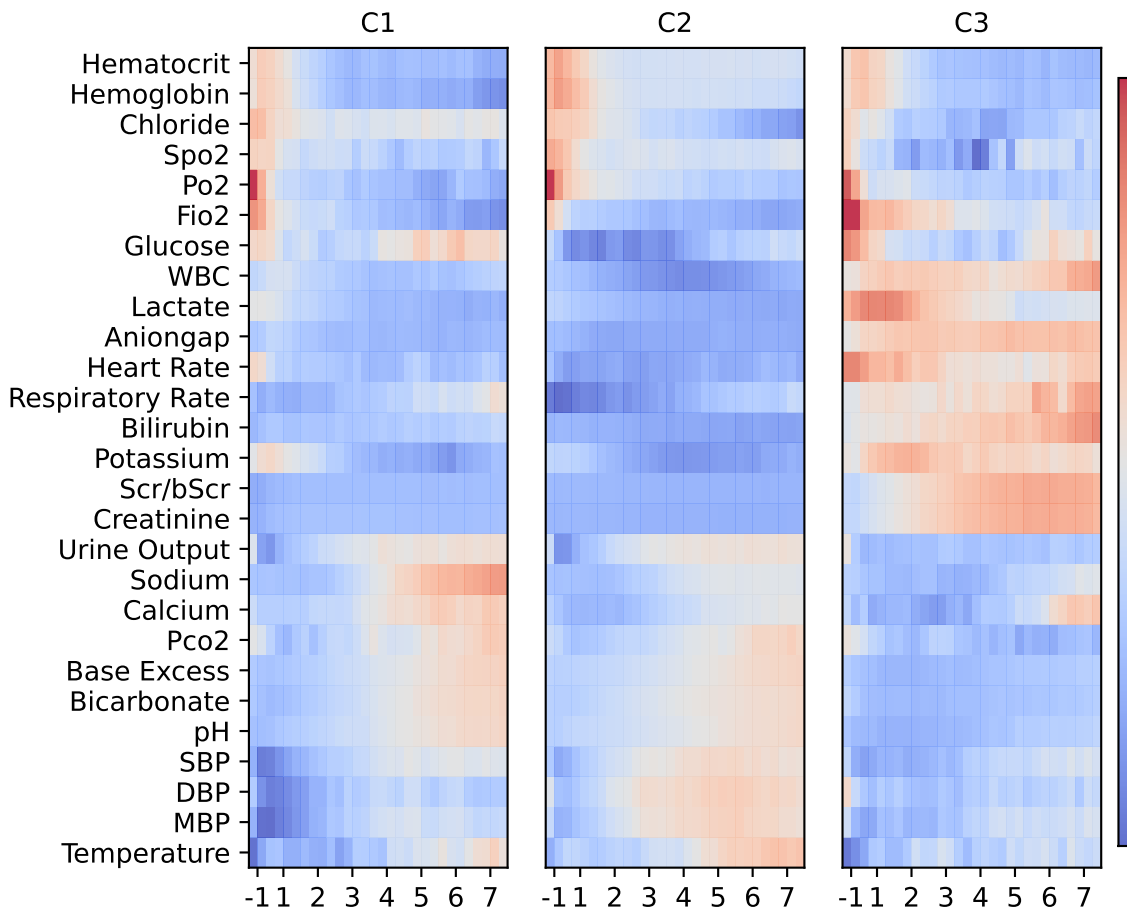 C1 C2 C3
Hematocrit
Hemoglobin
Chloride
Spo2
Po2
Fio2
Glucose
WBC
Lactate
Aniongap
Heart Rate
Respiratory Rate
Bilirubin
Potassium
Scr/bScr
Creatinine
Urine Output
Sodium
Calcium
Pco2
Base Excess
Bicarbonate
pH
SBP
DBP
MBP
Temperature
-1 1 2 3 4 5 6 7 -1 1 2 3 4 5 6 7 -1 1 2 3 4 5 6 7